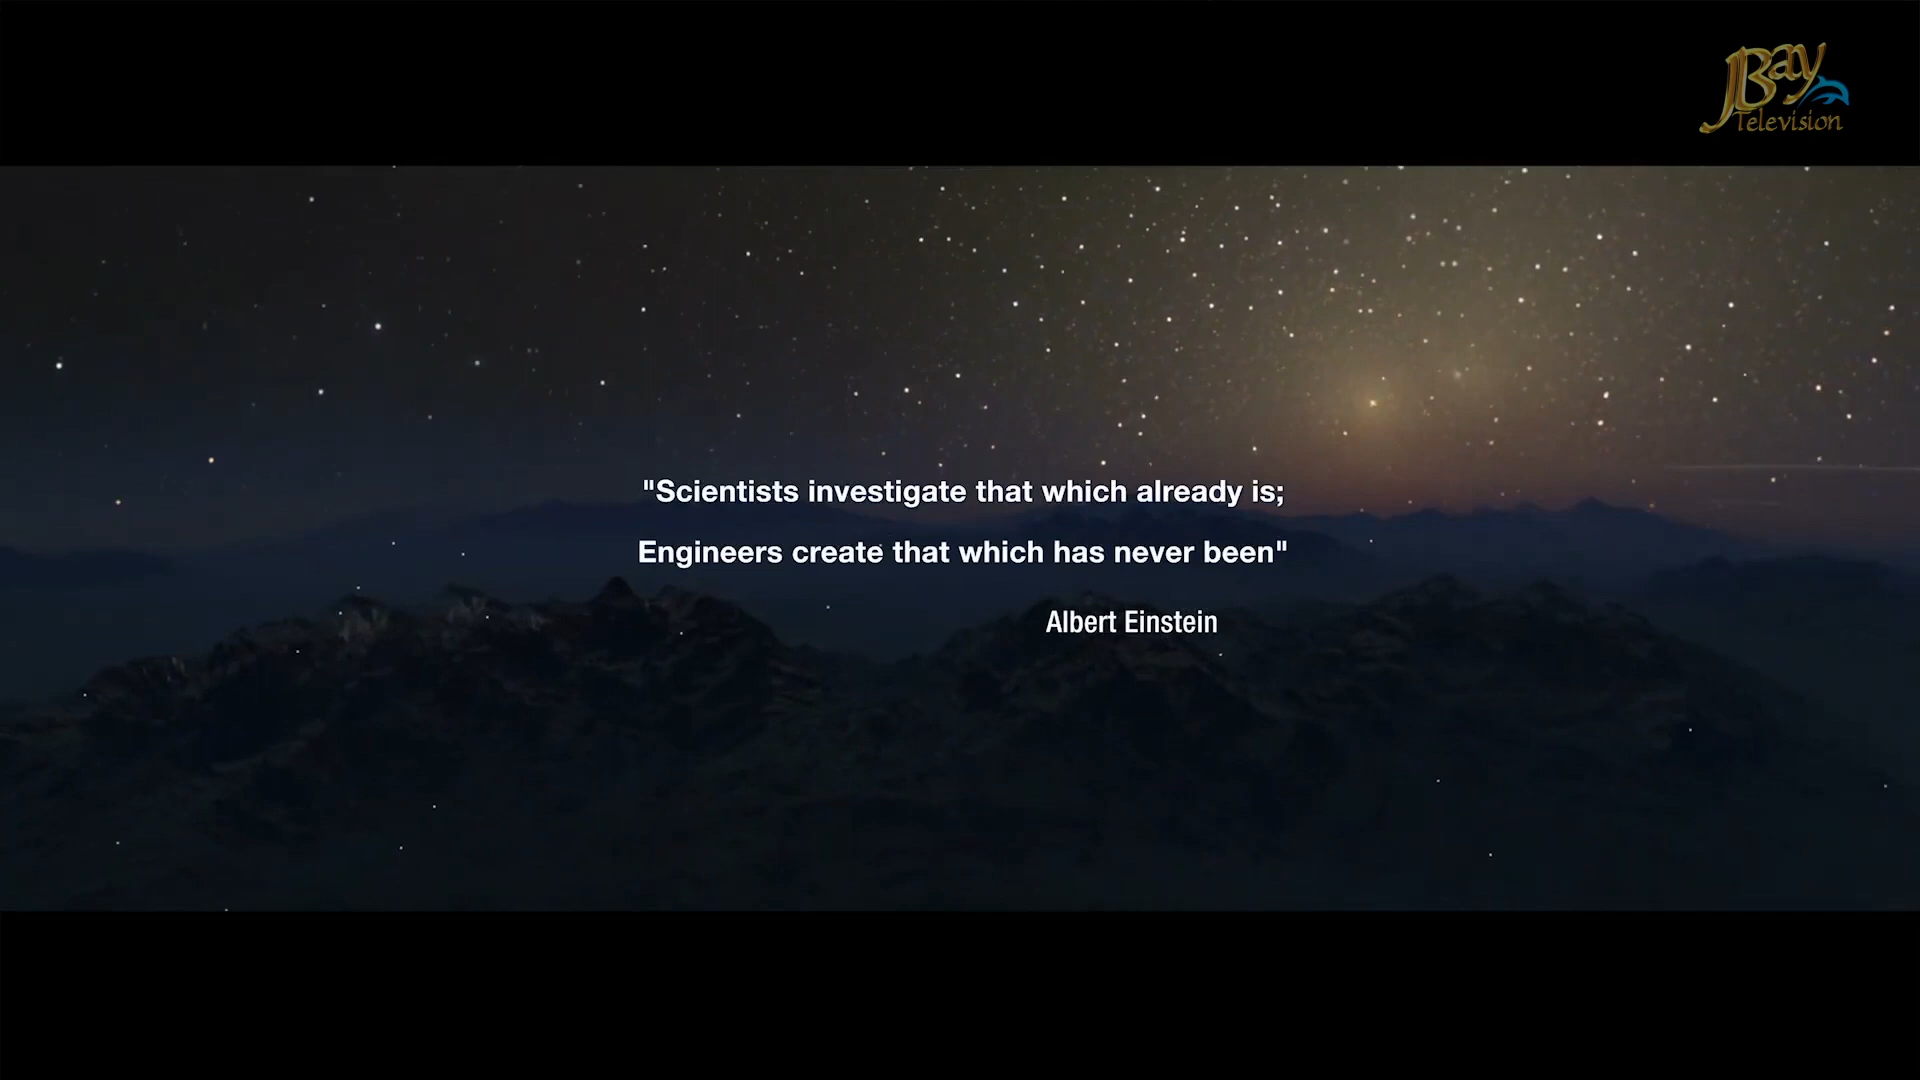 JBay
Television
"Scientists investigate that which already is;
Engineers create that which has never been"
Albert Einstein